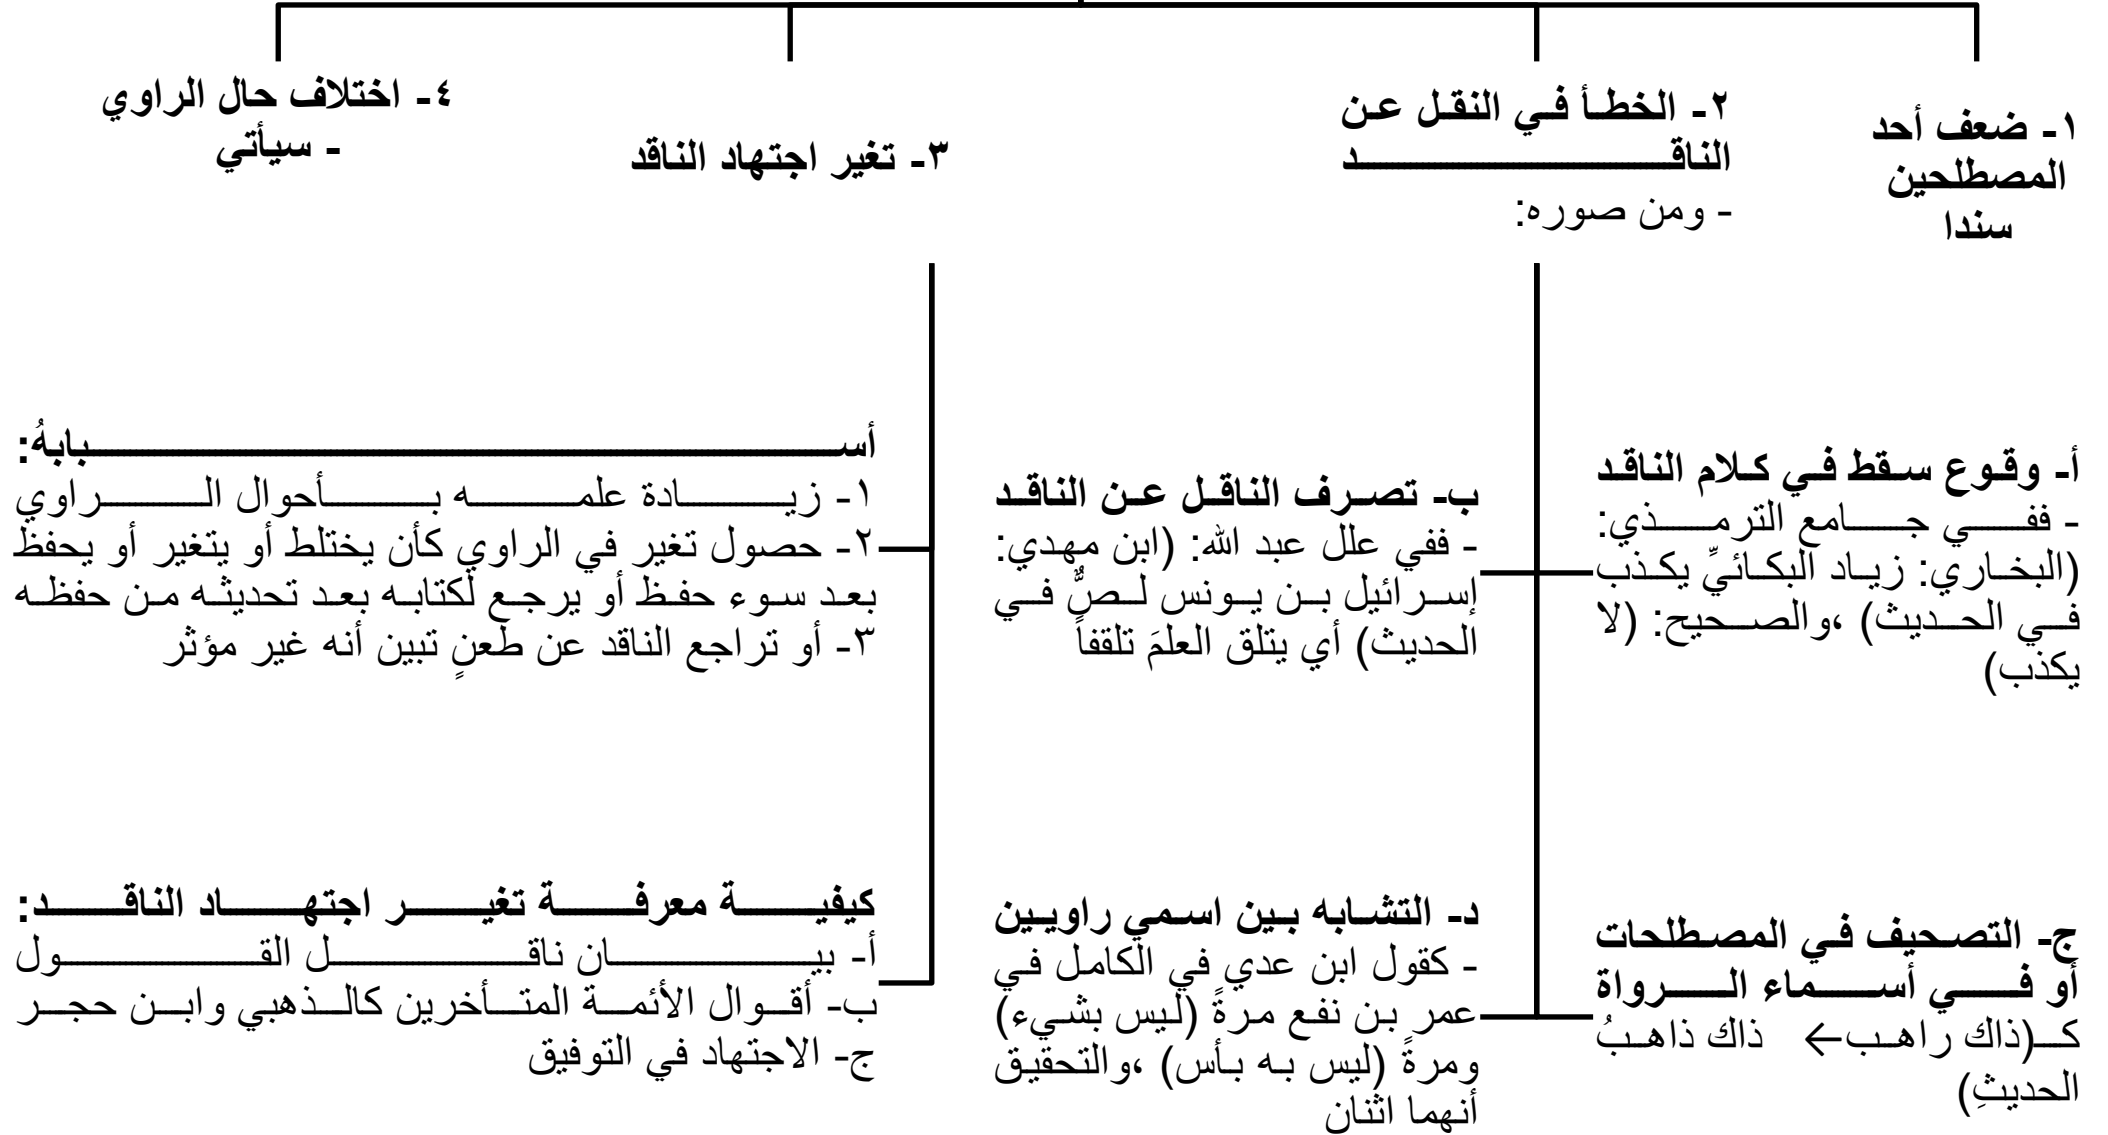 ١- ضعف أحد
المصطلحين
سندا
٢- الخطأ في النقل عن
الناقد
- ومن صوره:
٣- تغير اجتهاد الناقد
٤- اختلاف حال الراوي
- سيأتي
أ- وقوع سقط في كلام الناقد
- ففي جامع الترمذي:
(البخاري: زياد البكائيِّ يكذب
في الحديث) ،والصحيح: (لا
يكذب)
ب- تصرف الناقل عن الناقد
- ففي علل عبد الله: (ابن مهدي:
إسرائيل بن يونس لصٌّ في
الحديث) أي يتلق العلمَ تلقفاً
ج- التصحيف في المصطلحات
أو في أسماء الرواة
كـ(ذاك راهب← ذاك ذاهبُ
الحديثِ)
د- التشابه بين اسمي راويين
- كقول ابن عدي في الكامل في
عمر بن نفع مرةً (ليس بشيء)
ومرةً (ليس به بأس) ،والتحقيق
أنهما اثنان
أسبابهُ:
١- زيادة علمه بأحوال الراوي
٢- حصول تغير في الراوي كأن يختلط أو يتغير أو يحفظ
بعد سوء حفظ أو يرجع لكتابه بعد تحديثه من حفظه
٣- أو تراجع الناقد عن طعنٍ تبين أنه غير مؤثر
كيفية معرفة تغير اجتهاد الناقد:
أ- بيان ناقل القول
ب- أقوال الأئمة المتأخرين كالذهبي وابن حجر
ج- الاجتهاد في التوفيق